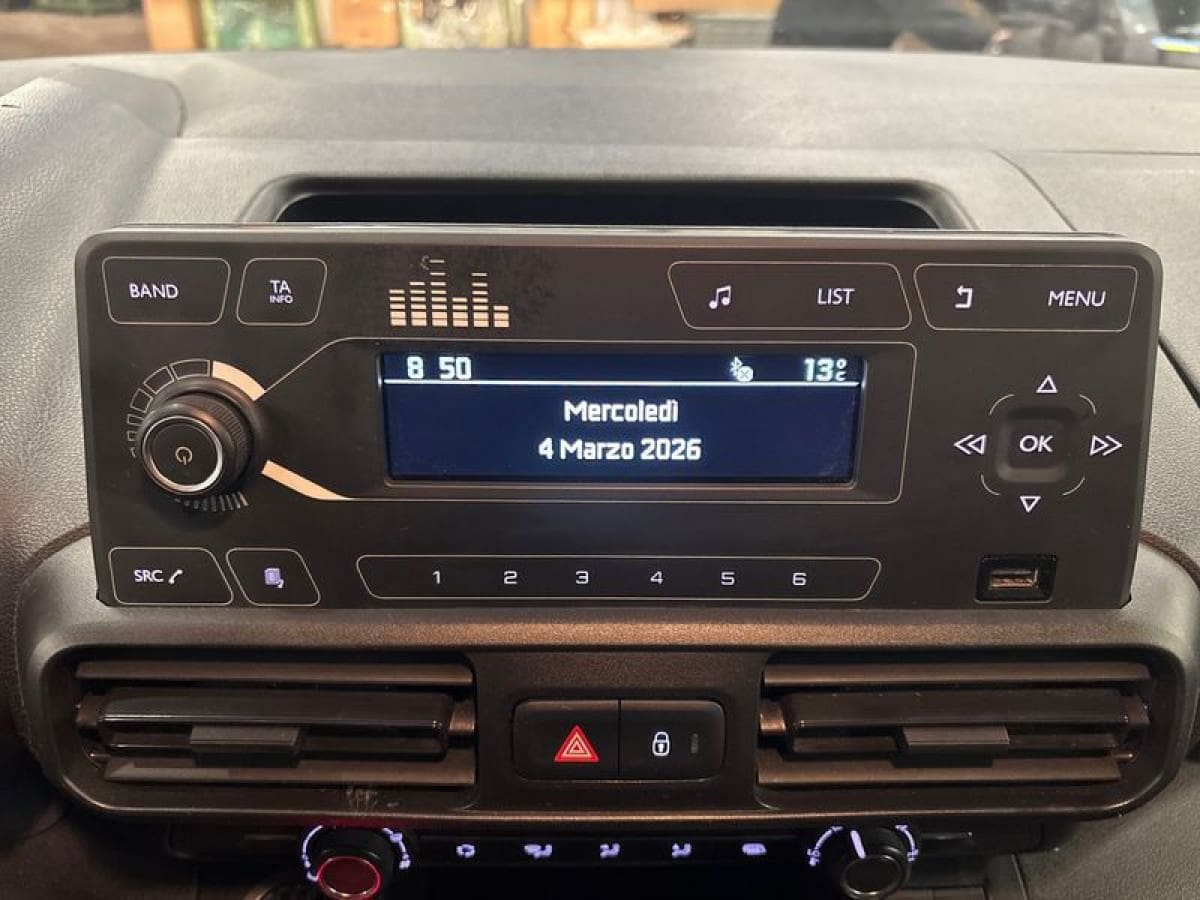 BAND
TA
INFO
LIST
MENU
8 50
13°C
Mercoledì
4 Marzo 2026
OK
SRC
1 2 3 4 5 6